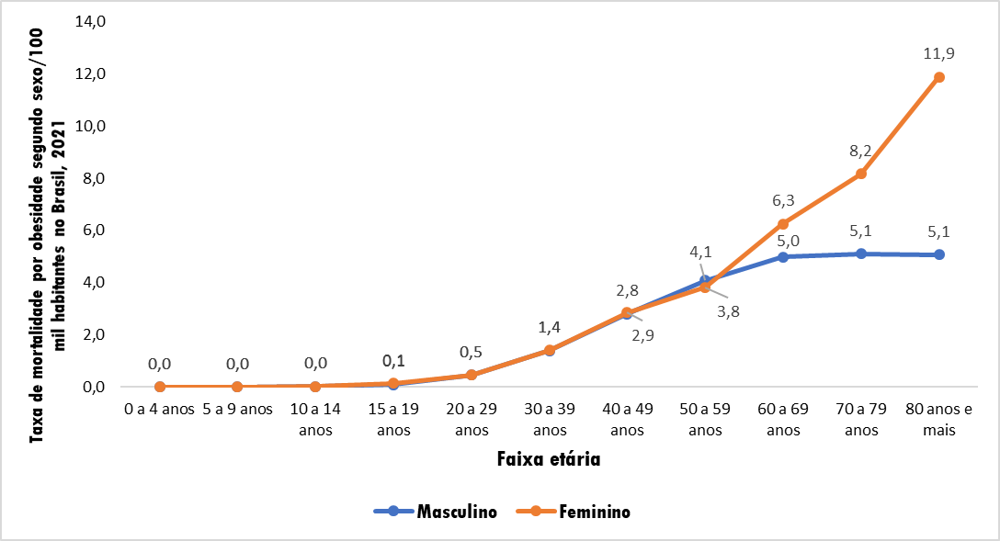 Taxa de mortalidade por obesidade segundo sexo/100
mil habitantes no Brasil, 2021
14,0
12,0
10,0
8,0
6,0
4,0
2,0
0,0
0,0
0,0
0,0
0,1
0,5
1,4
2,8
2,9
4,1
3,8
6,3
5,0
8,2
5,1
11,9
5,1
0 a 4 anos
5 a 9 anos
10 a 14
anos
15 a 19
anos
20 a 29
anos
30 a 39
anos
40 a 49
anos
50 a 59
anos
60 a 69
anos
70 a 79
anos
80 anos e
mais
Faixa etária
Masculino
Feminino